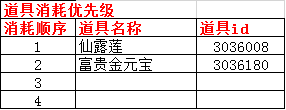 道具消耗优先级
消耗顺序 道具名称 道具id
1 仙露莲 3036008
2 富贵金元宝 3036180
3
4